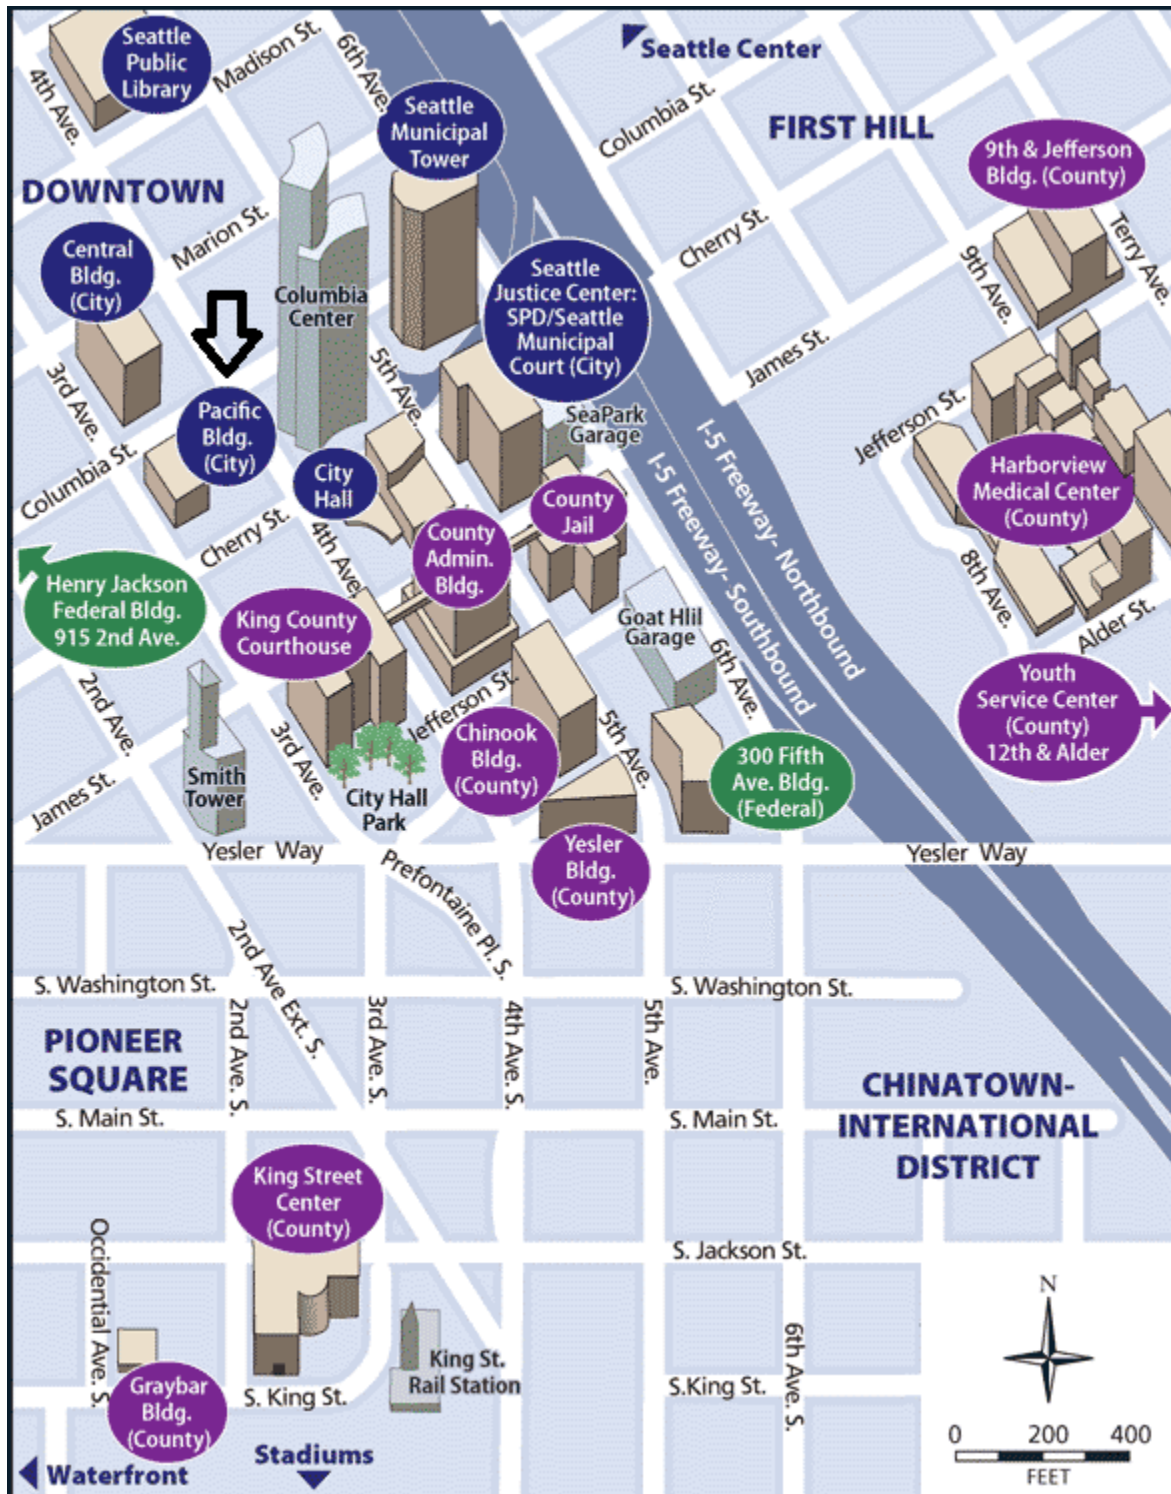 Seattle
Public
Library
4th Ave.
Madison St.
6th Ave.
Seattle
Municipal
Tower
Seattle Center
Columbia St.
FIRST HILL
9th & Jefferson
Bldg. (County)
DOWNTOWN
Marion St.
Central
Bldg.
(City)
Columbia
Center
Seattle
Justice Center:
SPD/Seattle
Municipal
Court (City)
Cherry St.
9th Ave.
Terry Ave.
James St.
3rd Ave.
Pacific
Bldg.
(City)
5th Ave.
SeaPark
Garage
I-5 Freeway- Northbound
I-5 Freeway- Southbound
Jefferson St.
Harborview
Medical Center
(County)
Columbia St.
City
Hall
Cherry St.
4th Ave.
County
Jail
County
Admin.
Bldg.
8th Ave.
Alder St.
Henry Jackson
Federal Bldg.
915 2nd Ave.
King County
Courthouse
Goat Hlil
Garage
6th Ave.
2nd Ave.
3rd Ave.
Jefferson St.
Chinook
Bldg.
(County)
5th Ave.
Youth
Service Center
(County)
12th & Alder
James St.
Smith
Tower
City Hall
Park
300 Fifth
Ave. Bldg.
(Federal)
Yesler Way
Prefontaine Pl. S.
Yesler
Bldg.
(County)
Yesler Way
2nd Ave Ext. S.
S. Washington St.
S. Washington St.
PIONEER
SQUARE
2nd Ave. S.
3rd Ave. S.
4th Ave. S.
5th Ave.
CHINATOWN-
INTERNATIONAL
DISTRICT
S. Main St.
S. Main St.
King Street
Center
(County)
Occidental Ave. S.
S. Jackson St.
6th Ave. S.
N
King St.
Rail Station
Graybar
Bldg.
(County)
S. King St.
S.King St.
0 200 400
FEET
Waterfront
Stadiums